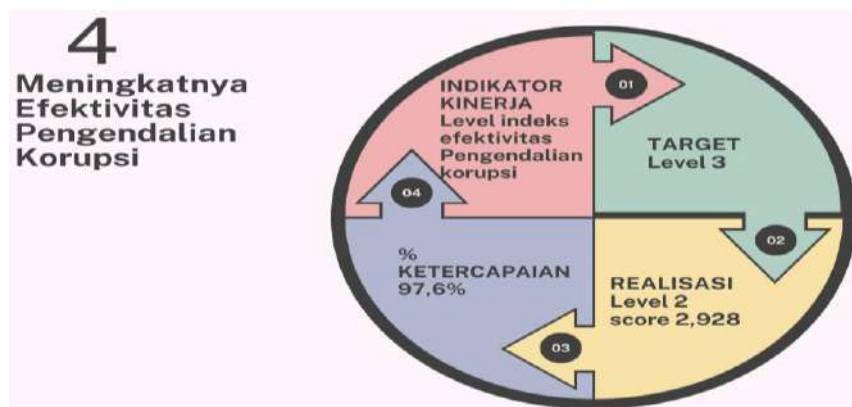 4
Meningkatnya
Efektivitas
Pengendalian
Korupsi
INDIKATOR
KINERJA
Level indeks
efektivitas
Pengendalian
korupsi
01
TARGET
Level 3
02
REALISASI
Level 2
score 2,928
03
%
KETERCAPAIAN
97,6%
04